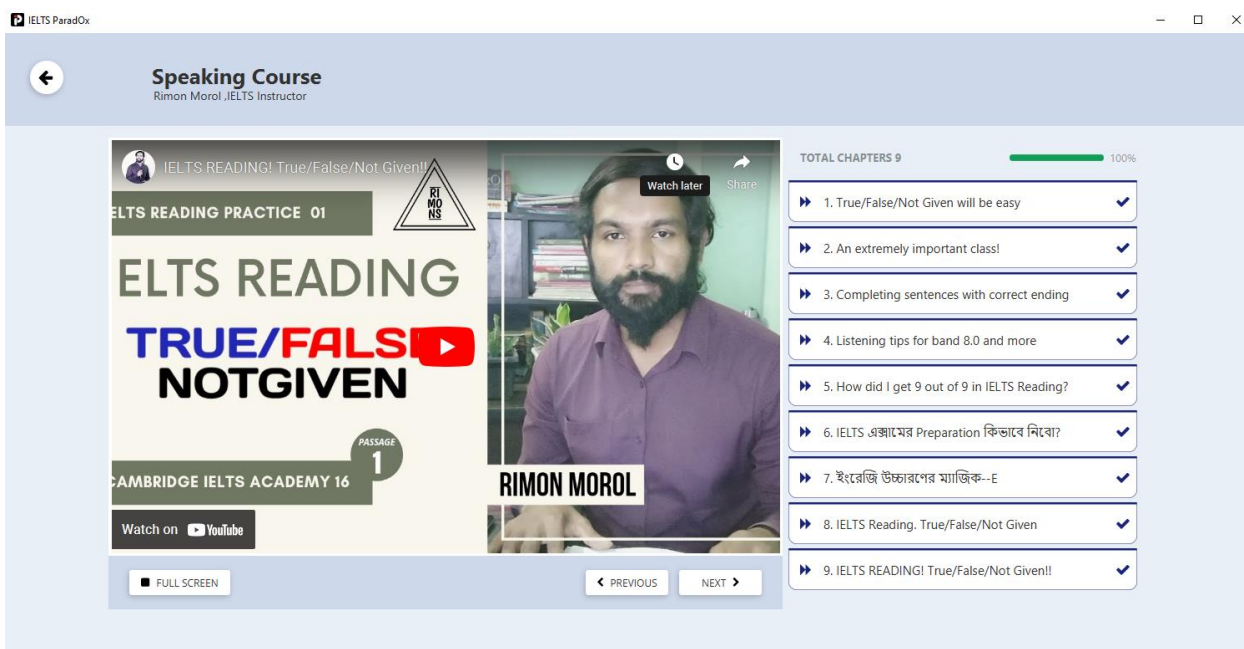 IELTS ParadOx
Speaking Course
Rimon Morol ,IELTS Instructor
IELTS READING! True/False/Not Given!!
Watch later
Share
RI
MO
NS
ELTS READING PRACTICE 01
ELTS READING
TRUE/FALS
NOTGIVEN
PASSAGE
1
CAMBRIDGE IELTS ACADEMY 16
RIMON MOROL
Watch on YouTube
FULL SCREEN
PREVIOUS
NEXT
TOTAL CHAPTERS 9 100%
1. True/False/Not Given will be easy
2. An extremely important class!
3. Completing sentences with correct ending
4. Listening tips for band 8.0 and more
5. How did I get 9 out of 9 in IELTS Reading?
6. IELTS এক্সামের Preparation কিভাবে নিবো?
7. ইংরেজি উচ্চারণের ম্যাজিক--E
8. IELTS Reading. True/False/Not Given
9. IELTS READING! True/False/Not Given!!